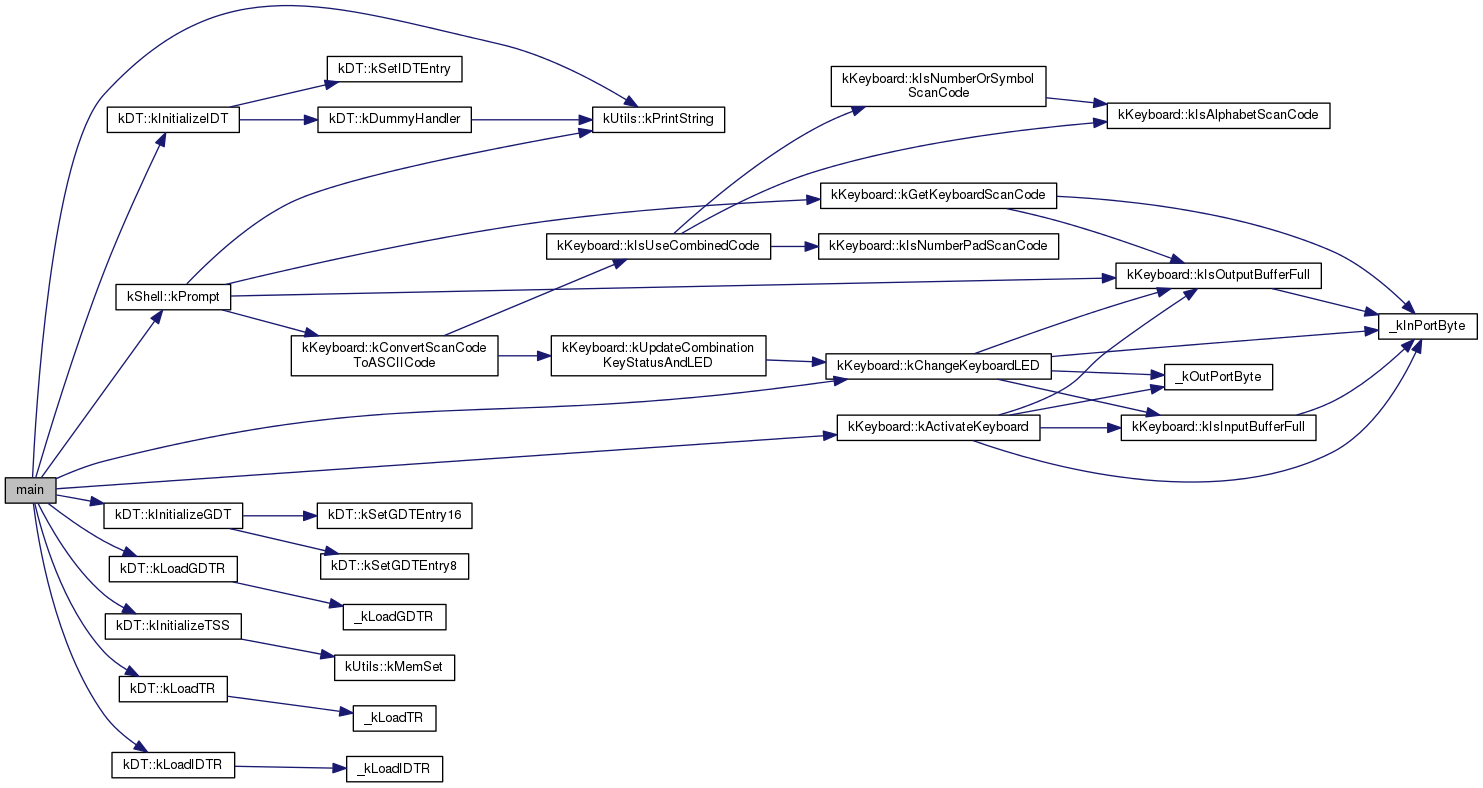 main
kDT::kInitializeIDT
kDT::kSetIDTEntry
kDT::kDummyHandler
kUtils::kPrintString
kShell::kPrompt
kKeyboard::kConvertScanCode
ToASCIICode
kKeyboard::kIsUseCombinedCode
kKeyboard::kUpdateCombination
KeyStatusAndLED
kKeyboard::kIsNumberOrSymbol
ScanCode
kKeyboard::kIsAlphabetScanCode
kKeyboard::kGetKeyboardScanCode
kKeyboard::kIsNumberPadScanCode
kKeyboard::kIsOutputBufferFull
_kInPortByte
kKeyboard::kChangeKeyboardLED
_kOutPortByte
kKeyboard::kActivateKeyboard
kKeyboard::kIsInputBufferFull
kDT::kInitializeGDT
kDT::kSetGDTEntry16
kDT::kSetGDTEntry8
kDT::kLoadGDTR
_kLoadGDTR
kDT::kInitializeTSS
kUtils::kMemSet
kDT::kLoadTR
_kLoadTR
kDT::kLoadIDTR
_kLoadIDTR